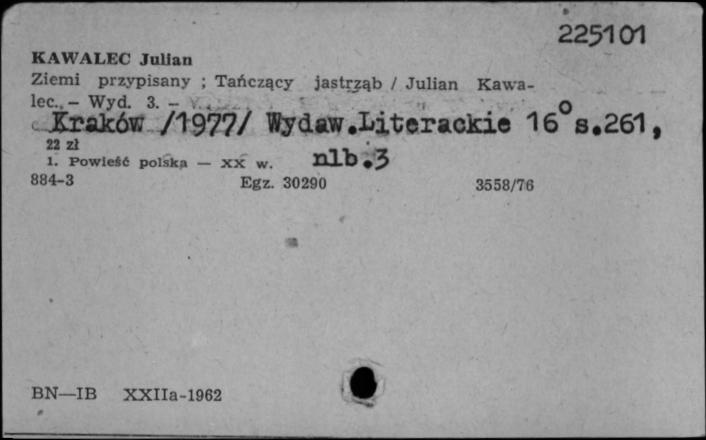 225101
KAWALEC Julian
Ziemi przypisany ; Tańczący jastrząb / Julian Kawa-
lec. – Wyd. 3. –
Kraków /1977/ Wydaw.Literackie 16° s.261,
22 zł
nlb.3
1. Powieść polska — XX w.
884-3 Egz. 30290 3558/76
BN—IB XXIIa-1962